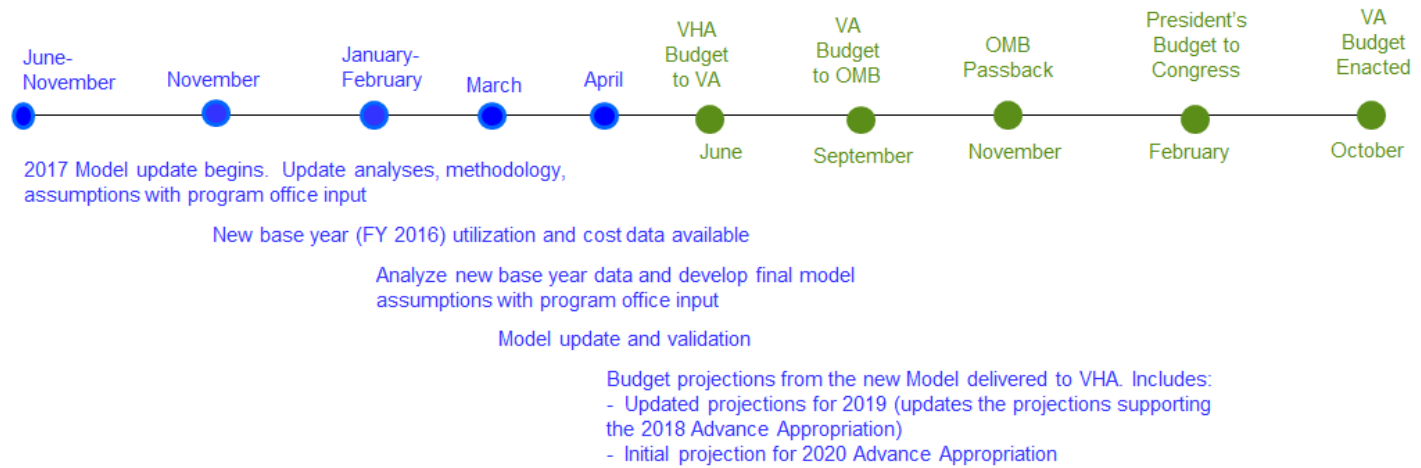 June-
November
November
January-
February
March
April
VHA
Budget
to VA
VA
Budget
to OMB
OMB
Passback
President's
Budget to
Congress
VA
Budget
Enacted
June
September
November
February
October
2017 Model update begins. Update analyses, methodology,
assumptions with program office input
New base year (FY 2016) utilization and cost data available
Analyze new base year data and develop final model
assumptions with program office input
Model update and validation
Budget projections from the new Model delivered to VHA. Includes:
- Updated projections for 2019 (updates the projections supporting
the 2018 Advance Appropriation)
- Initial projection for 2020 Advance Appropriation